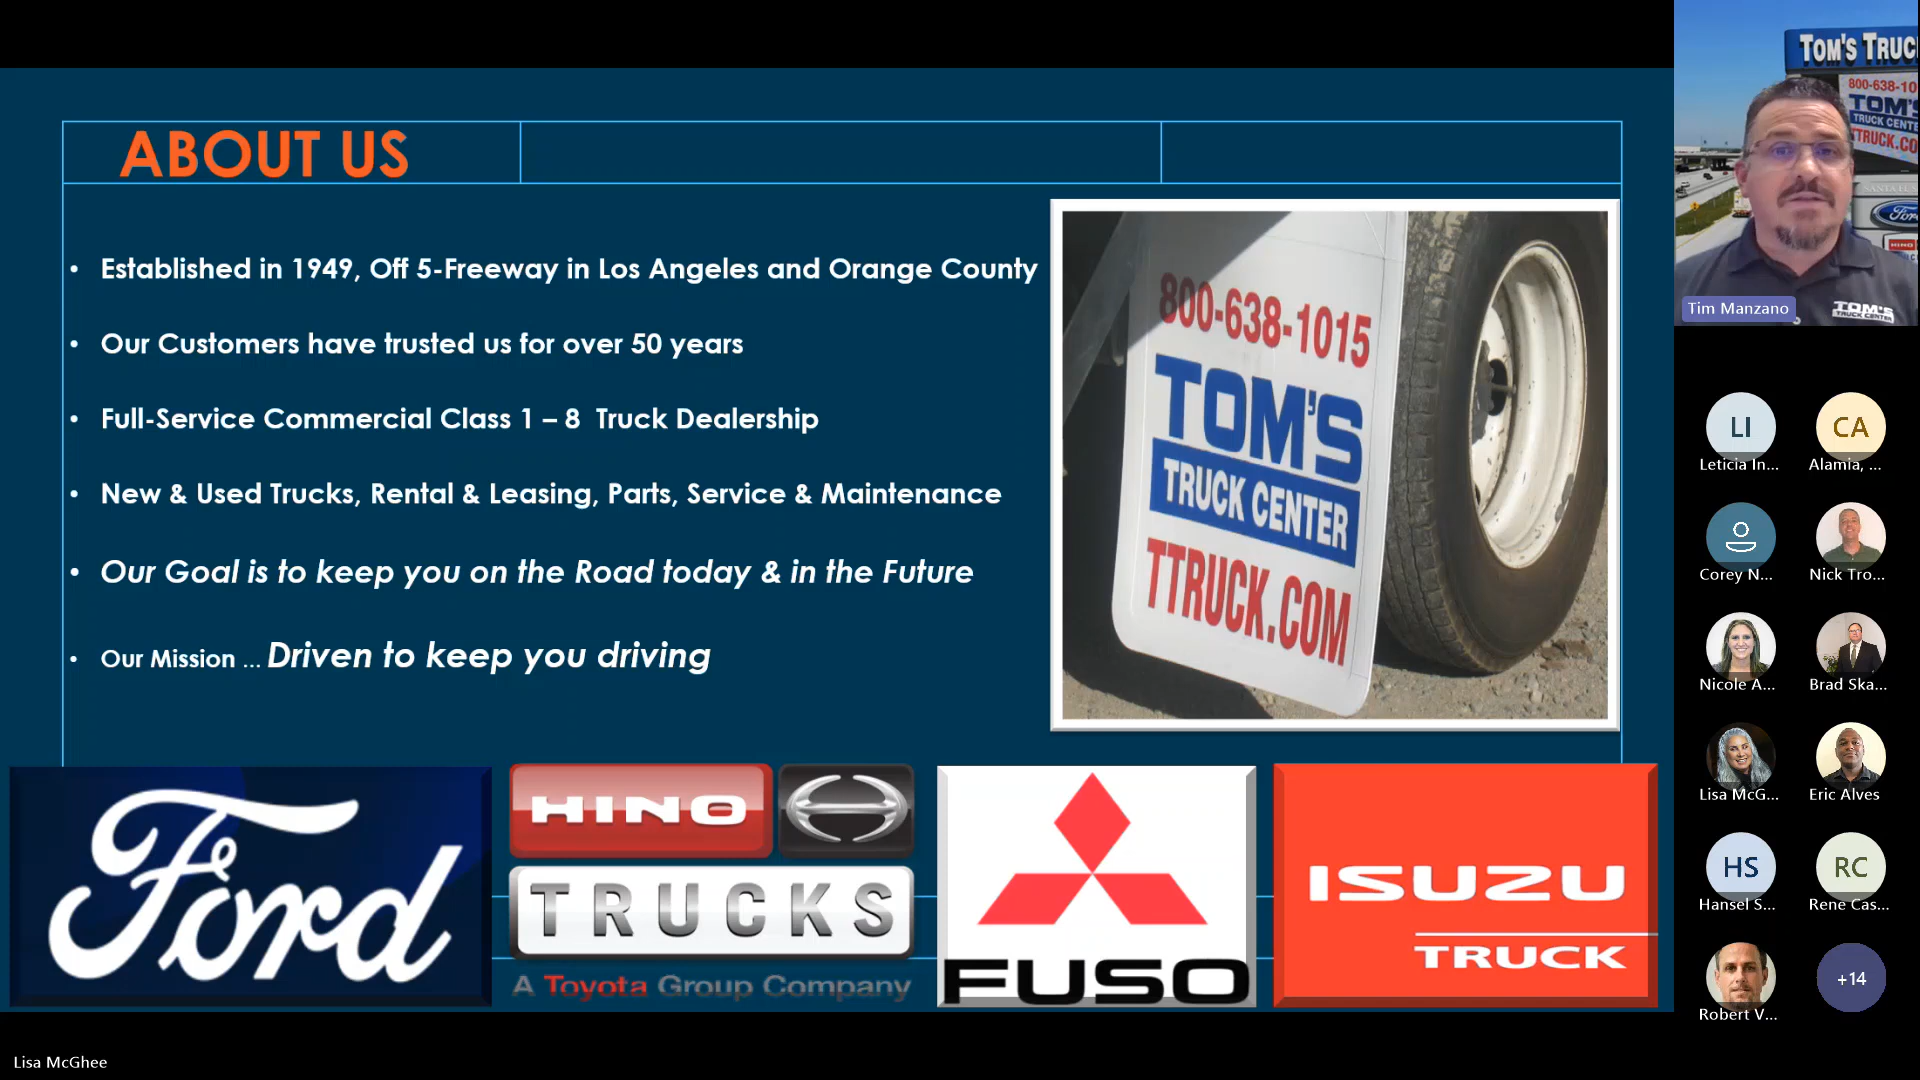 ABOUT US
• Established in 1949, Off 5-Freeway in Los Angeles and Orange County
• Our Customers have trusted us for over 50 years
• Full-Service Commercial Class 1 – 8 Truck Dealership
• New & Used Trucks, Rental & Leasing, Parts, Service & Maintenance
• Our Goal is to keep you on the Road today & in the Future
• Our Mission ... Driven to keep you driving
800-638-1015
TOM'S
TRUCK CENTER
TTRUCK.COM
Ford
HINO
TRUCKS
A Toyota Group Company
FUSO
ISUZU
TRUCK
TOM'S TRUC
800-638-10
TOM'S
TRUCK CENTE
TTRUCK.CO
Ford
HINO
TOM'S
TRUCK CENTER
Tim Manzano
LI
Leticia In...
CA
Alamia, ...
Corey N...
Nick Tro...
Nicole A...
Brad Ska...
Lisa McG...
Eric Alves
HS
Hansel S...
RC
Rene Cas...
Robert V...
+14
Lisa McGhee